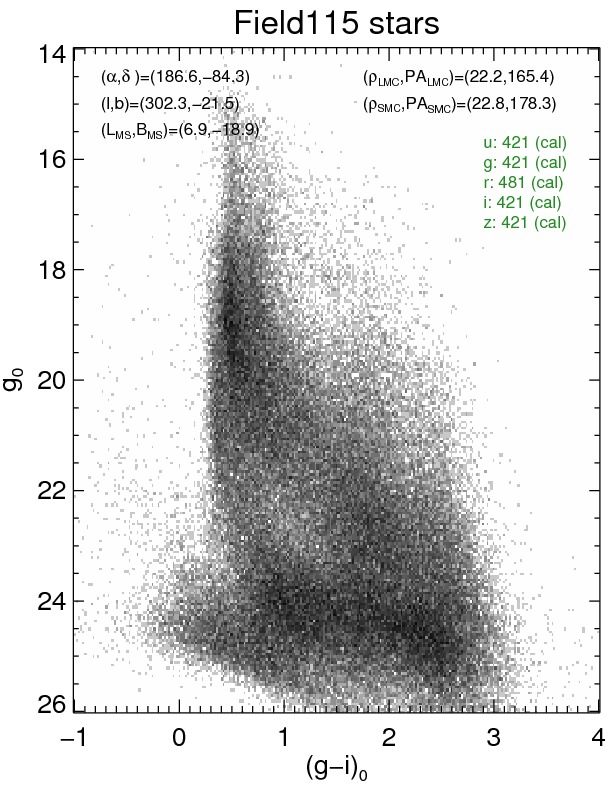 Field115 stars
(α,δ)=(186.6,−84.3)
(ρLMC,PALMC)=(22.2,165.4)
(l,b)=(302.3,−21.5)
(ρSMC,PASMC)=(22.8,178.3)
(LMS,BMS)=(6.9,−18.9)
u: 421 (cal)
g: 421 (cal)
r: 481 (cal)
i: 421 (cal)
z: 421 (cal)
14
16
18
20
22
24
26
g0
−1 0 1 2 3 4
(g−i)0